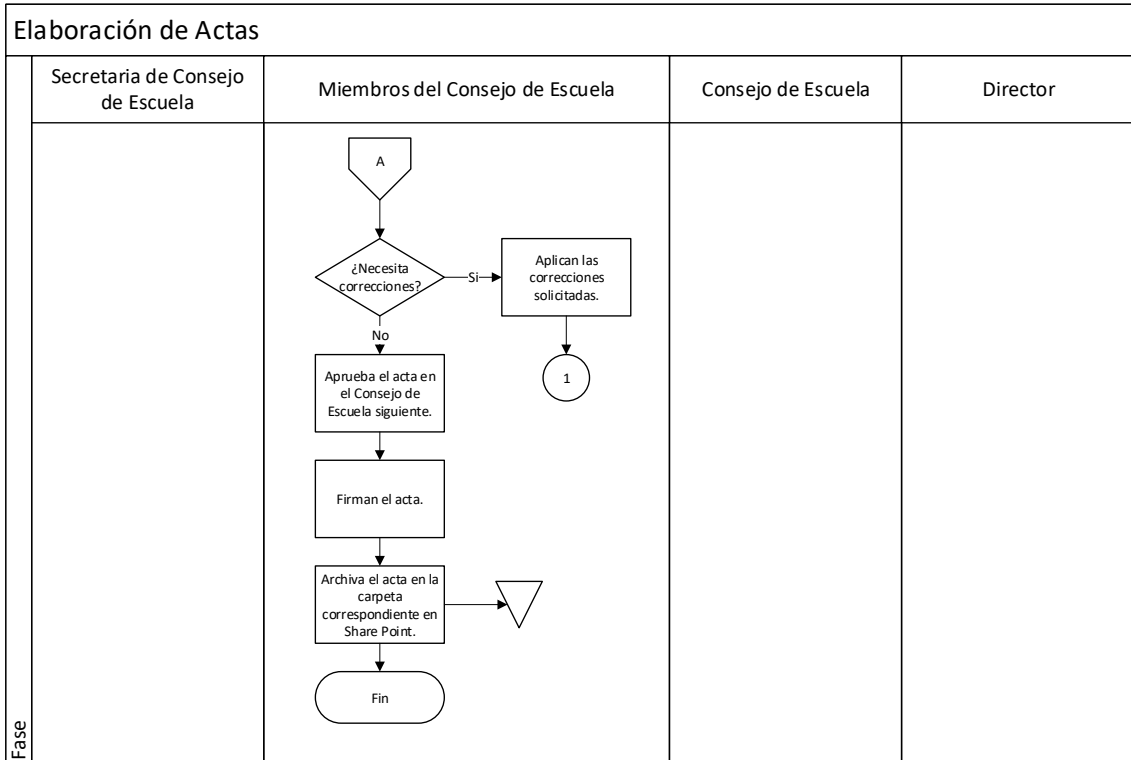 Elaboración de Actas
Secretaria de Consejo
de Escuela
Miembros del Consejo de Escuela
Consejo de Escuela
Director
A
¿Necesita
correcciones?
Si
Aplican las
correcciones
solicitadas.
No
1
Aprueba el acta en
el Consejo de
Escuela siguiente.
Firman el acta.
Archiva el acta en la
carpeta
correspondiente en
Share Point.
Fin
Fase